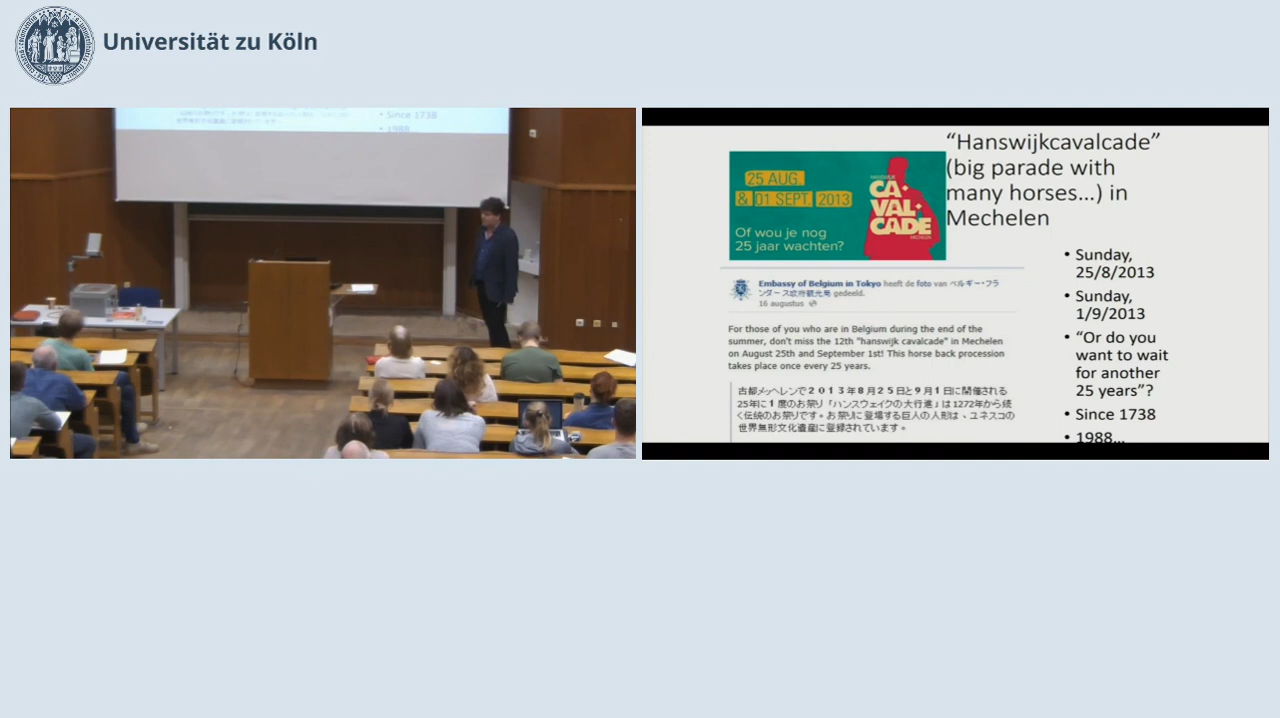 Universität zu Köln
• Since 1738
• 1988
"Hanswijkcavalcade"
(big parade with
many horses...) in
Mechelen
25 AUG.
& 01 SEPT. 2013
Of wou je nog
25 jaar wachten?
HANSWIJK
CA-
VAL-
CADE
MECHELEN
• Sunday,
25/8/2013
• Sunday,
1/9/2013
• "Or do you
want to wait
for another
25 years"?
• Since 1738
• 1988...
Embassy of Belgium in Tokyo heeft de foto van ベルギー・フラ
ンダース政府観光局 gedeeld.
16 augustus
For those of you who are in Belgium during the end of the
summer, don't miss the 12th "hanswijk cavalcade" in Mechelen
on August 25th and September 1st! This horse back procession
takes place once every 25 years.
古都メッヘレンで２０１３年８月２５日と９月１日に開催される
25年に１度のお祭り「ハンスウェイクの大行進」は1272年から続
く伝統のお祭りです。お祭りに登場する巨人の人形は、ユネスコの
世界無形文化遺産に登録されています。